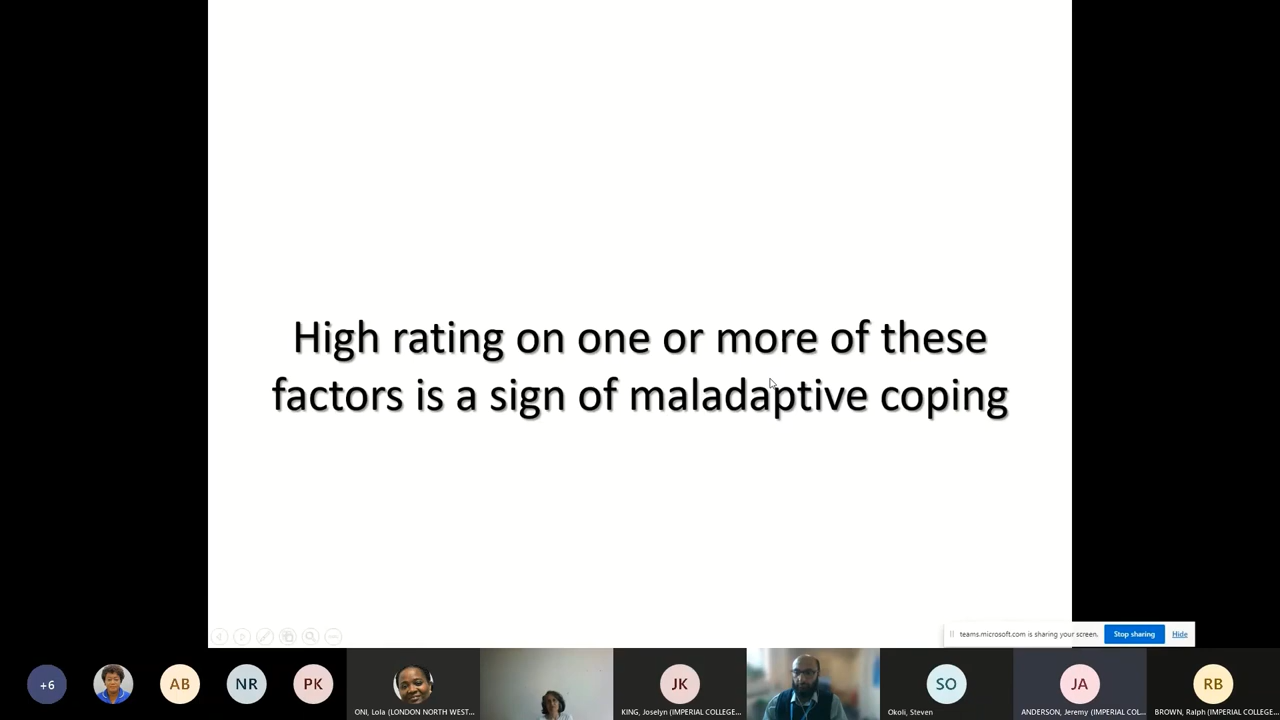 High rating on one or more of these
factors is a sign of maladaptive coping
teams.microsoft.com is sharing your screen.
Stop sharing
Hide
+6
AB
NR
PK
JK
SO
JA
RB
ONI, Lola (LONDON NORTH WEST...
KING, Joselyn (IMPERIAL COLLEGE...
Okoli, Steven
ANDERSON, Jeremy (IMPERIAL COL...
BROWN, Ralph (IMPERIAL COLLEGE...